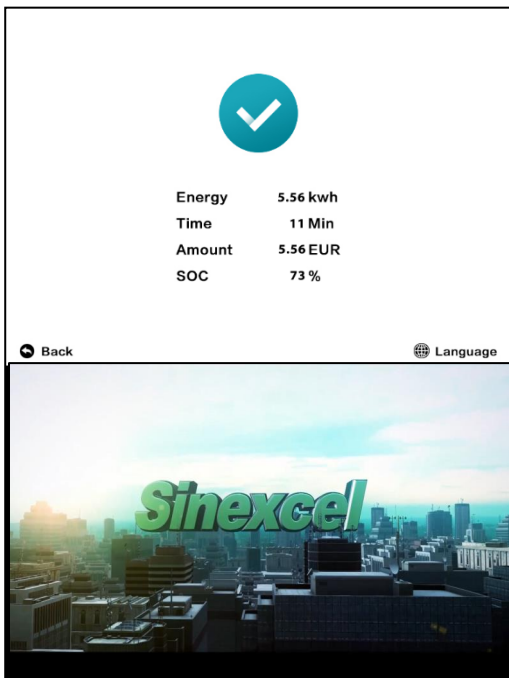 Energy 5.56 kwh
Time 11 Min
Amount 5.56 EUR
SOC 73 %
Back Language
Sinexcel